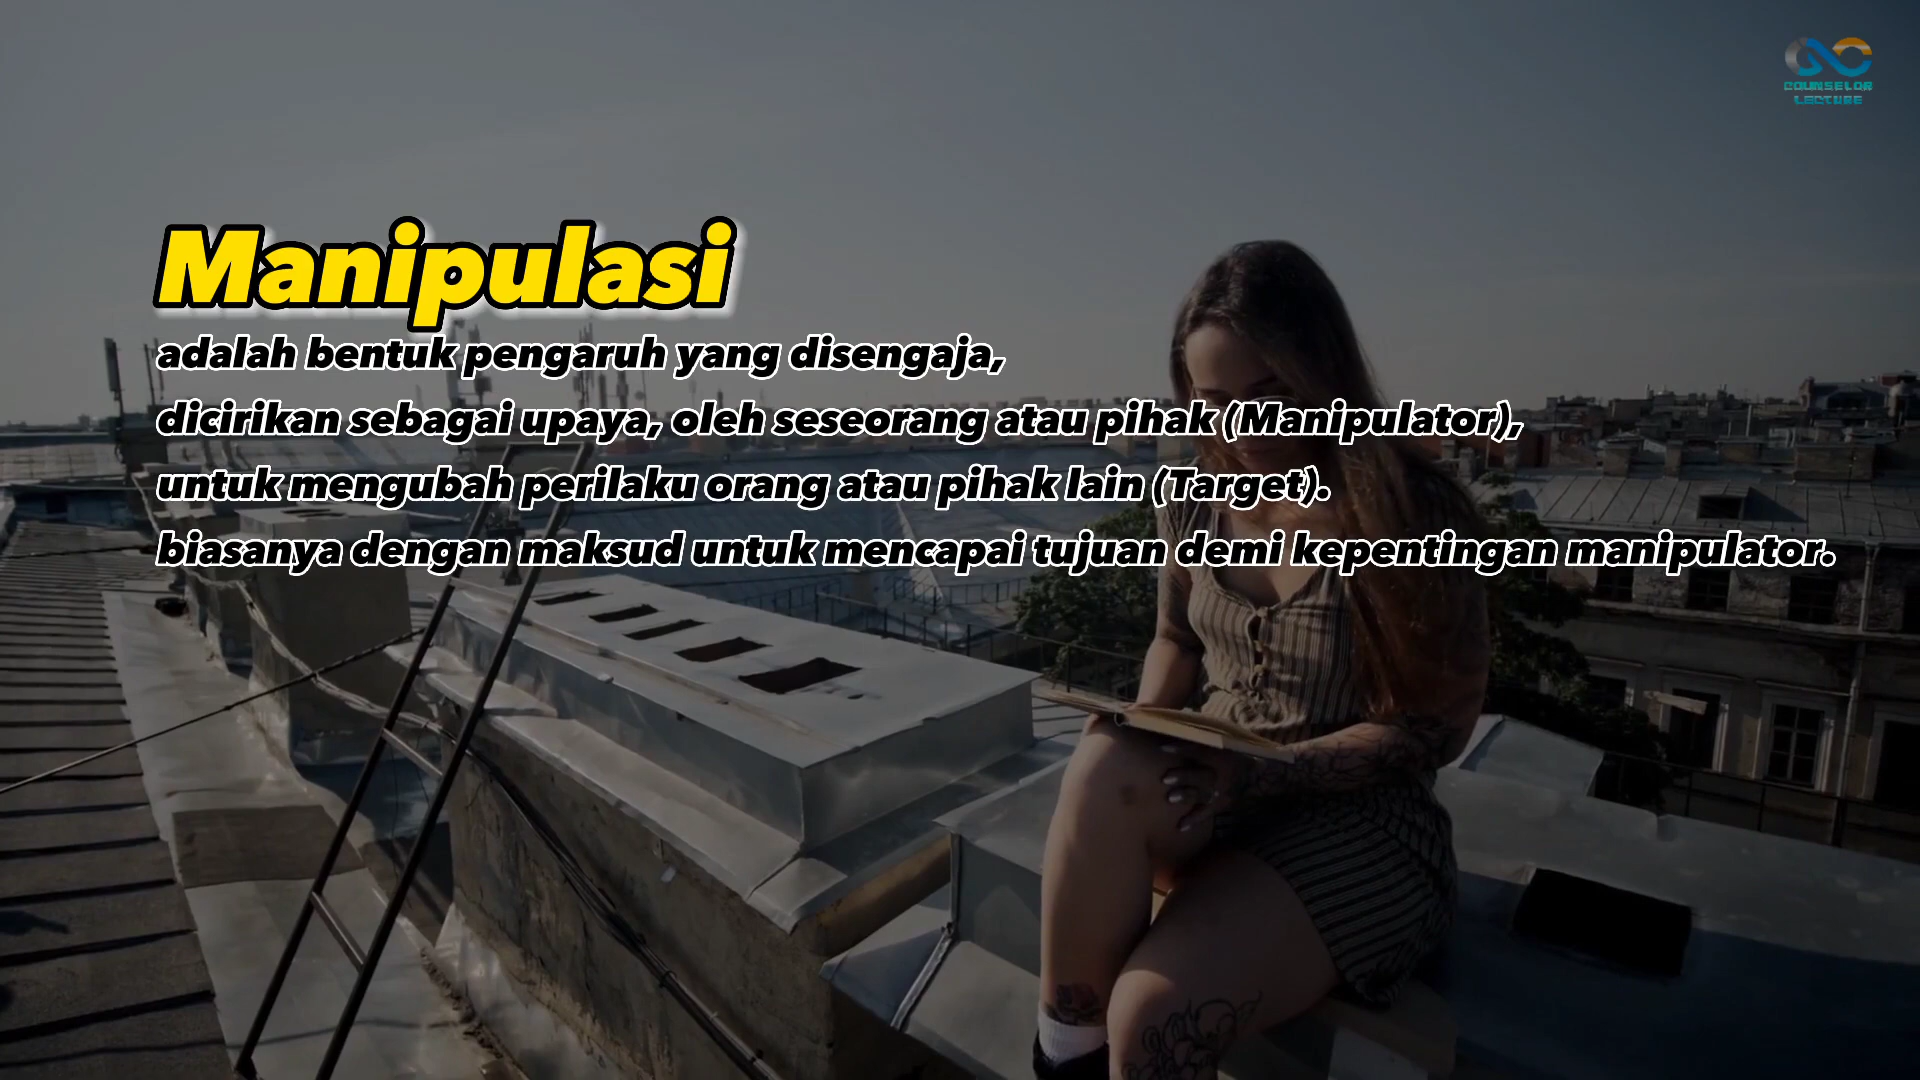 COUNSELOR
LECTURE
Manipulasi
adalah bentuk pengaruh yang disengaja,
dicirikan sebagai upaya, oleh seseorang atau pihak (Manipulator),
untuk mengubah perilaku orang atau pihak lain (Target).
biasanya dengan maksud untuk mencapai tujuan demi kepentingan manipulator.